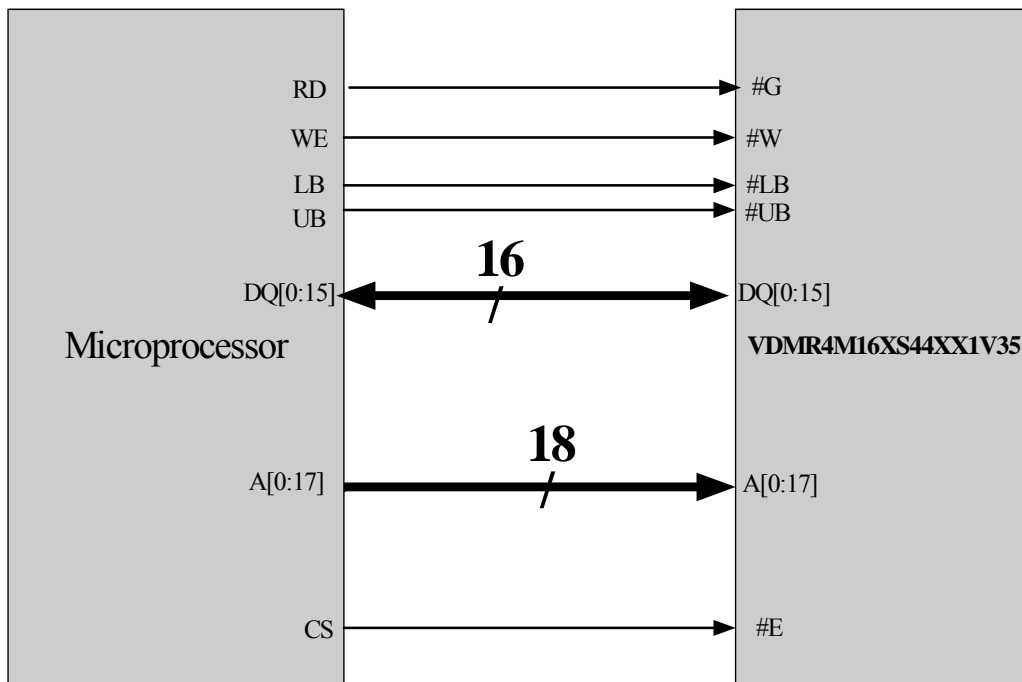 RD #G
WE #W
LB #LB
UB #UB
16
DQ[0:15] DQ[0:15]
Microprocessor VDMR4M16XS44XX1V35
18
A[0:17] A[0:17]
CS #E